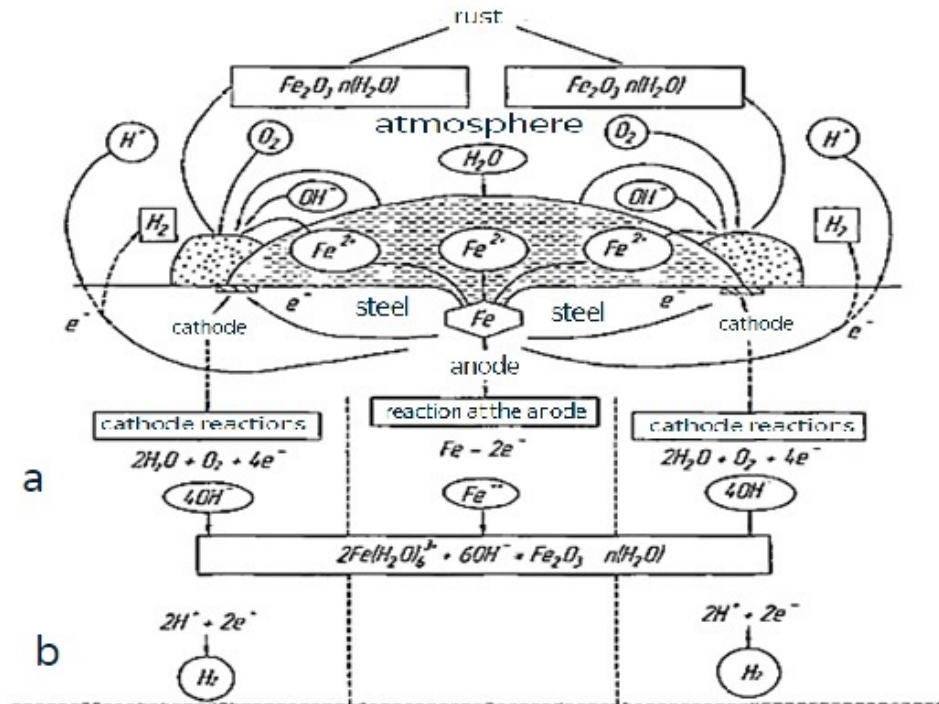 rust
Fe₂O₃ n(H₂O) Fe₂O₃ n(H₂O)
atmosphere
H⁺ O₂ H₂O O₂ H⁺
OH⁻ OH⁻
H₂ Fe²⁺ Fe²⁺ Fe²⁺ H₂
e⁻ steel steel e⁻
e⁻ cathode Fe cathode e⁻
anode
cathode reactions reaction at the anode cathode reactions
2H₂O + O₂ + 4e⁻ Fe − 2e⁻ 2H₂O + O₂ + 4e⁻
a 4OH⁻ Fe⁺⁺ 4OH⁻
2Fe(H₂O)₆³⁺ + 6OH⁻ = Fe₂O₃ n(H₂O)
2H⁺ + 2e⁻ 2H⁺ + 2e⁻
b H₂ H₂